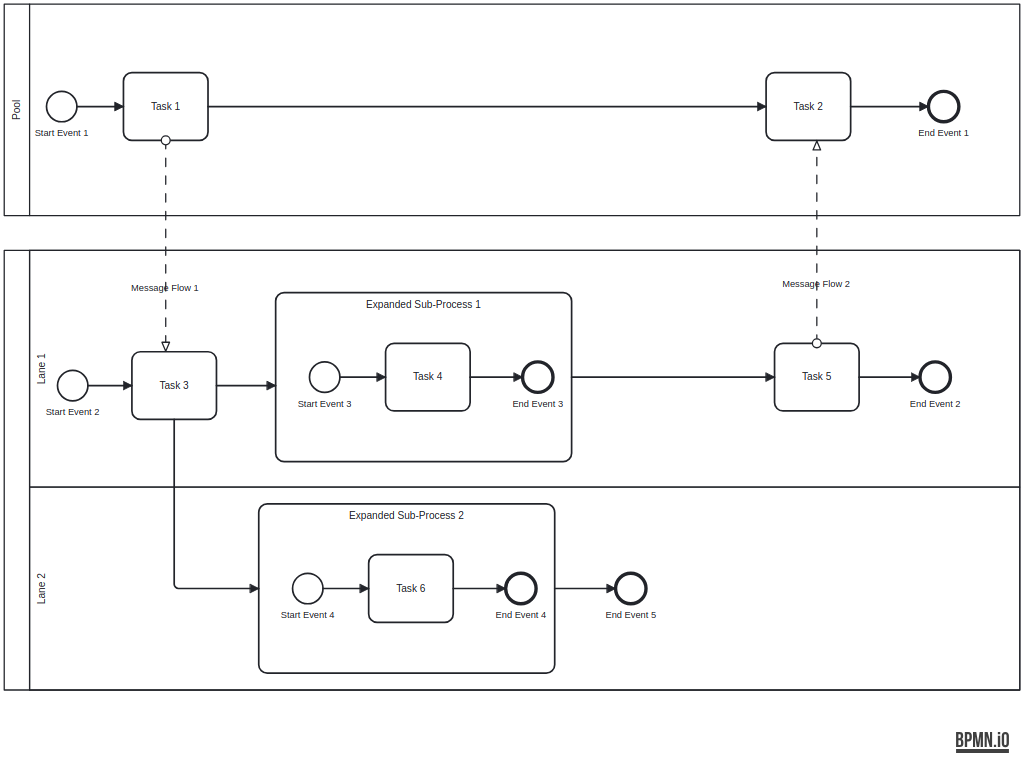 Pool
Start Event 1
Task 1
Task 2
End Event 1
Message Flow 1
Message Flow 2
Lane 1
Start Event 2
Task 3
Expanded Sub-Process 1
Start Event 3
Task 4
End Event 3
Task 5
End Event 2
Lane 2
Expanded Sub-Process 2
Start Event 4
Task 6
End Event 4
End Event 5
BPMN.iO